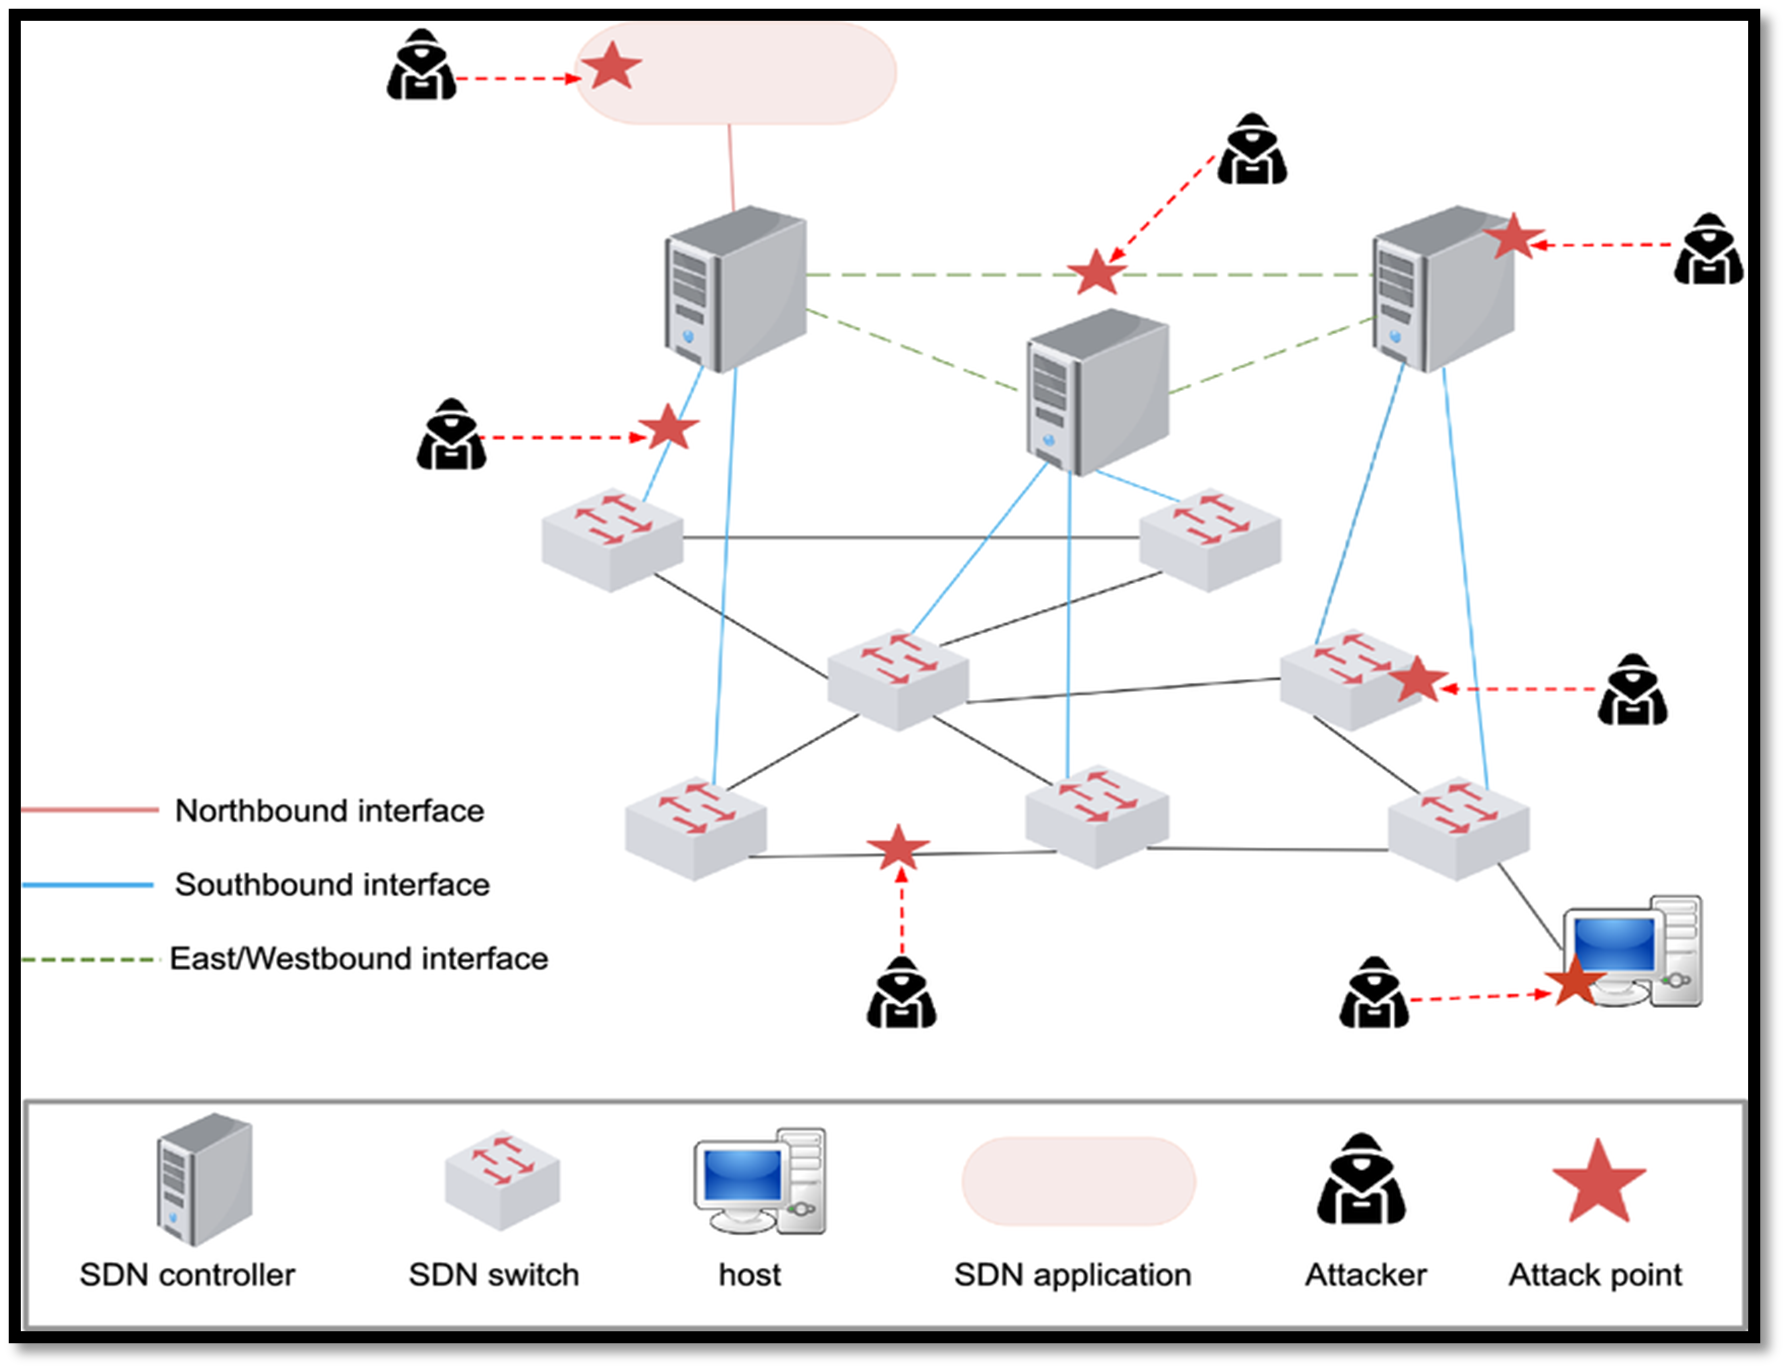 Northbound interface
Southbound interface
East/Westbound interface
SDN controller
SDN switch
host
SDN application
Attacker
Attack point